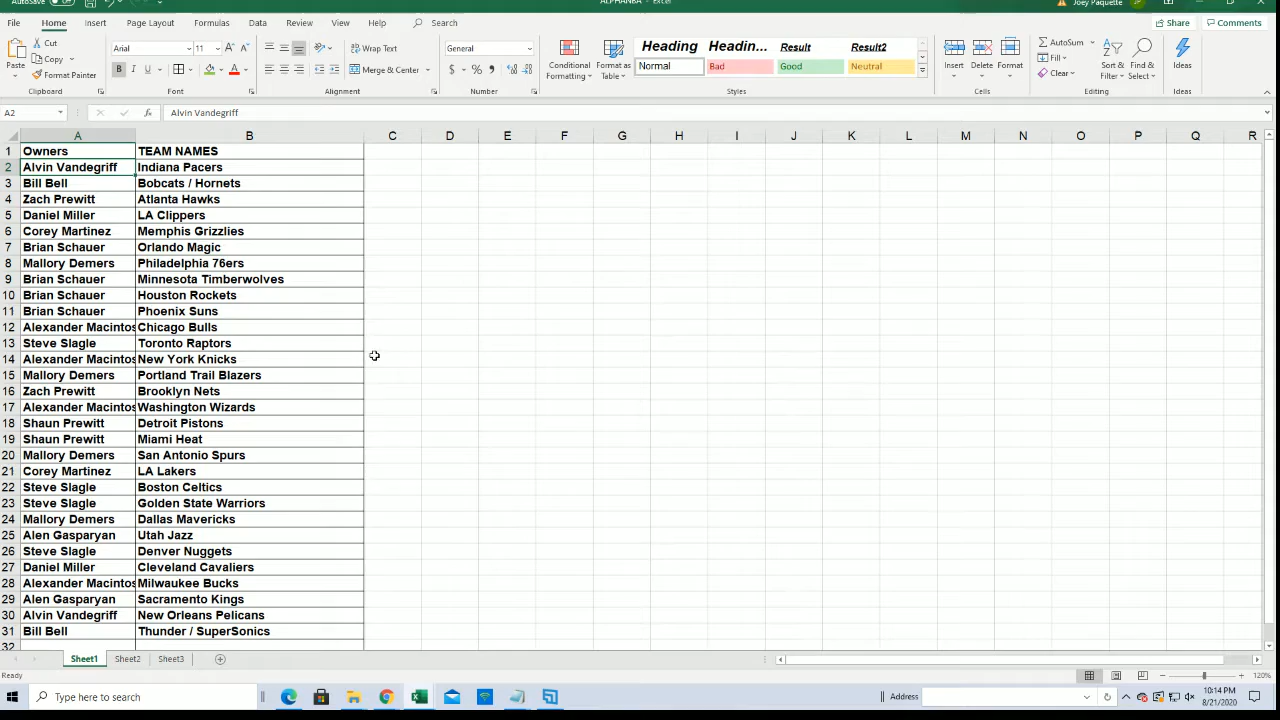 AutoSave
ALPHNBA - Excel
Joey Paquette
File Home Insert Page Layout Formulas Data Review View Help Search Share Comments
Cut
Copy
Format Painter
Paste
Clipboard
Arial 11
Font
Wrap Text
Merge & Center
Alignment
General
Number
Conditional Formatting
Format as Table
Heading Headin... Result Result2
Normal Bad Good Neutral
Styles
Insert Delete Format
Cells
AutoSum
Fill
Clear
Sort & Filter
Find & Select
Editing
Ideas
Ideas
A2 Alvin Vandegriff
A B C D E F G H I J K L M N O P Q R
1 Owners TEAM NAMES
2 Alvin Vandegriff Indiana Pacers
3 Bill Bell Bobcats / Hornets
4 Zach Prewitt Atlanta Hawks
5 Daniel Miller LA Clippers
6 Corey Martinez Memphis Grizzlies
7 Brian Schauer Orlando Magic
8 Mallory Demers Philadelphia 76ers
9 Brian Schauer Minnesota Timberwolves
10 Brian Schauer Houston Rockets
11 Brian Schauer Phoenix Suns
12 Alexander Macintos Chicago Bulls
13 Steve Slagle Toronto Raptors
14 Alexander Macintos New York Knicks
15 Mallory Demers Portland Trail Blazers
16 Zach Prewitt Brooklyn Nets
17 Alexander Macintos Washington Wizards
18 Shaun Prewitt Detroit Pistons
19 Shaun Prewitt Miami Heat
20 Mallory Demers San Antonio Spurs
21 Corey Martinez LA Lakers
22 Steve Slagle Boston Celtics
23 Steve Slagle Golden State Warriors
24 Mallory Demers Dallas Mavericks
25 Alen Gasparyan Utah Jazz
26 Steve Slagle Denver Nuggets
27 Daniel Miller Cleveland Cavaliers
28 Alexander Macintos Milwaukee Bucks
29 Alen Gasparyan Sacramento Kings
30 Alvin Vandegriff New Orleans Pelicans
31 Bill Bell Thunder / SuperSonics
32
Sheet1 Sheet2 Sheet3
Ready
120%
Type here to search
Address
10:14 PM
8/21/2020